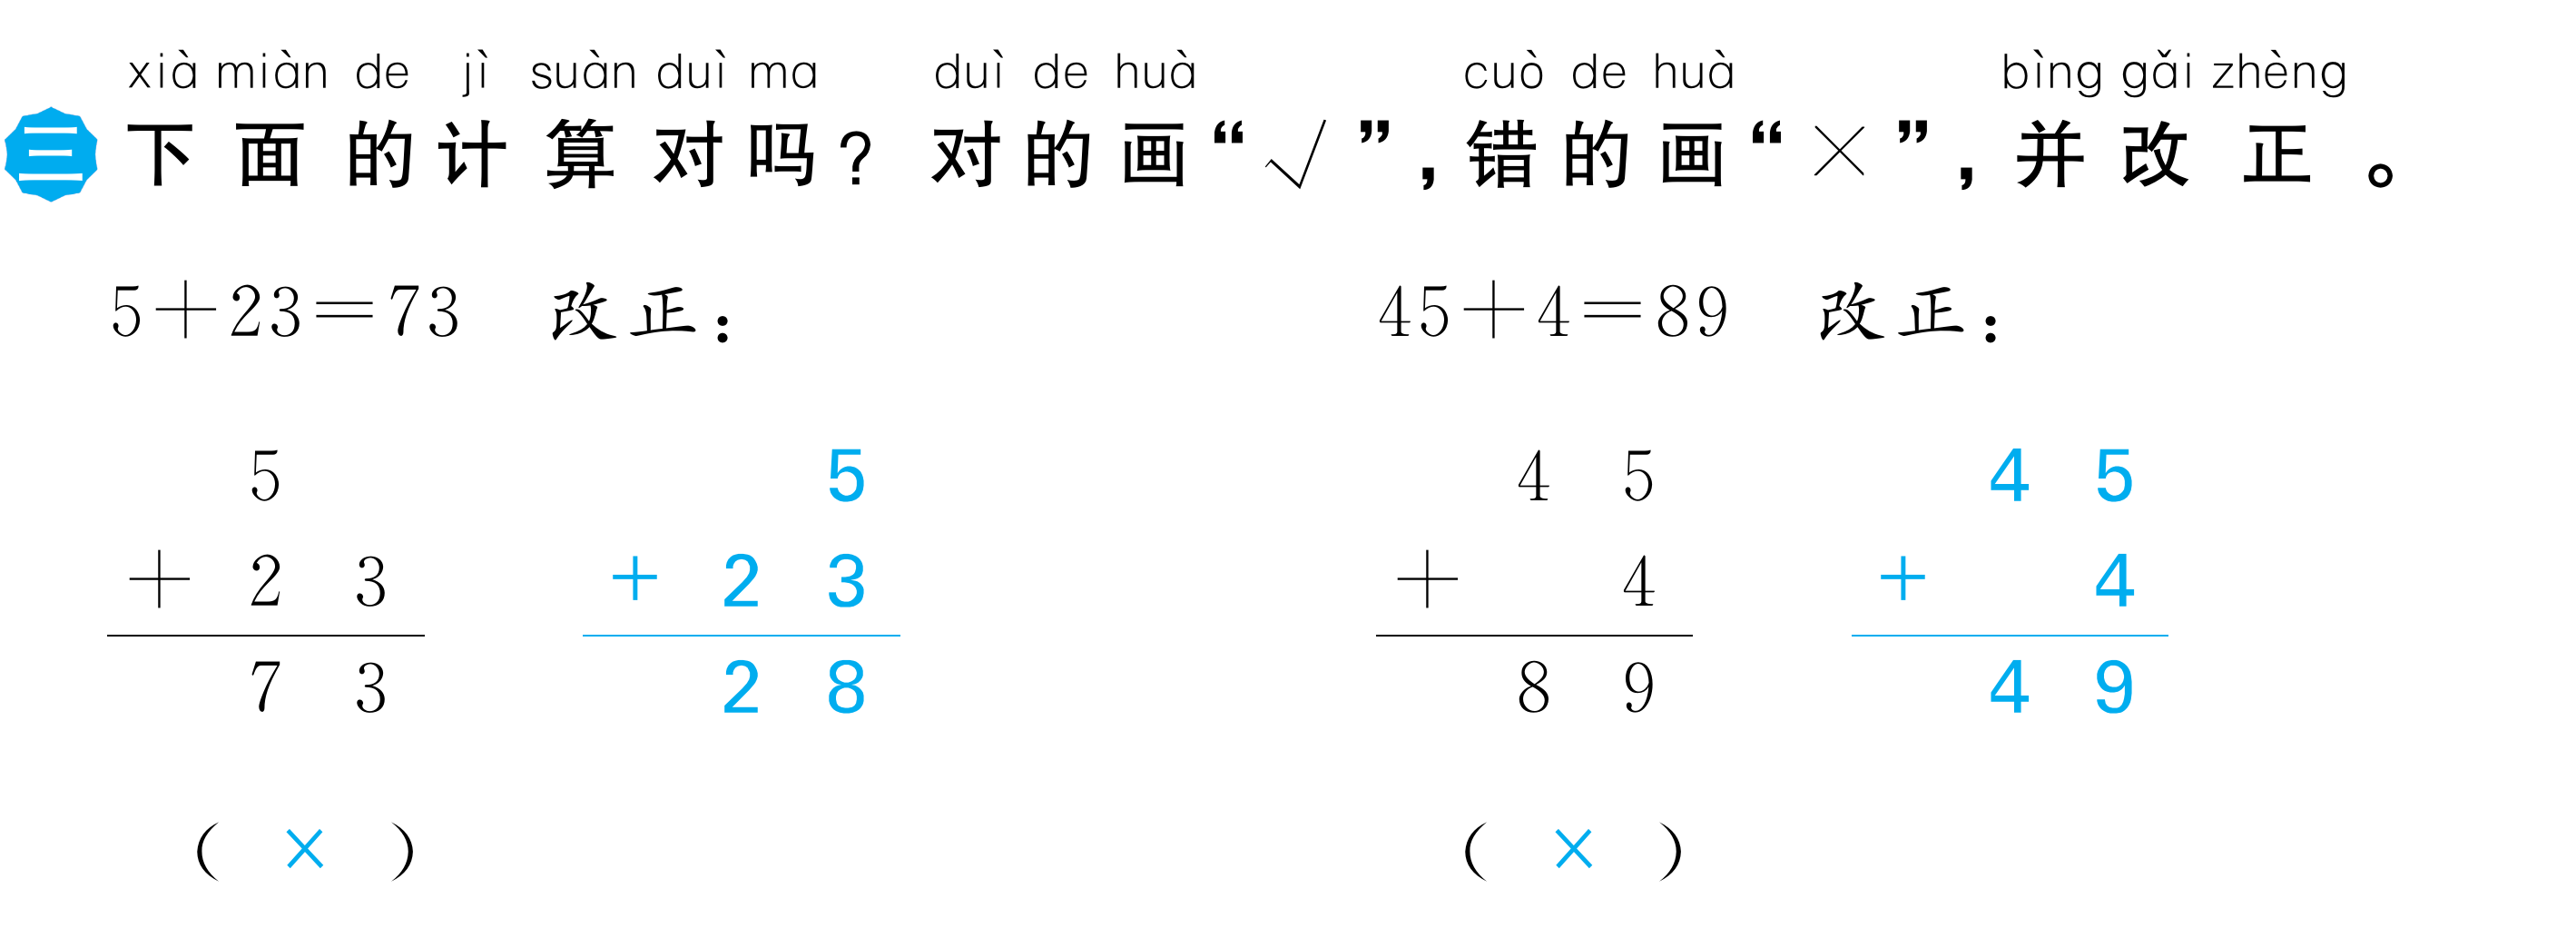 xià miàn de jì suàn duì ma duì de huà cuò de huà bìng gǎi zhèng
三 下面的计算对吗？对的画“√”，错的画“×”，并改正。
5+23=73 改正： 45+4=89 改正：
5 5 4 5 4 5
+ 2 3 + 2 3 + 4 + 4
7 3 2 8 8 9 4 9
( × ) ( × )